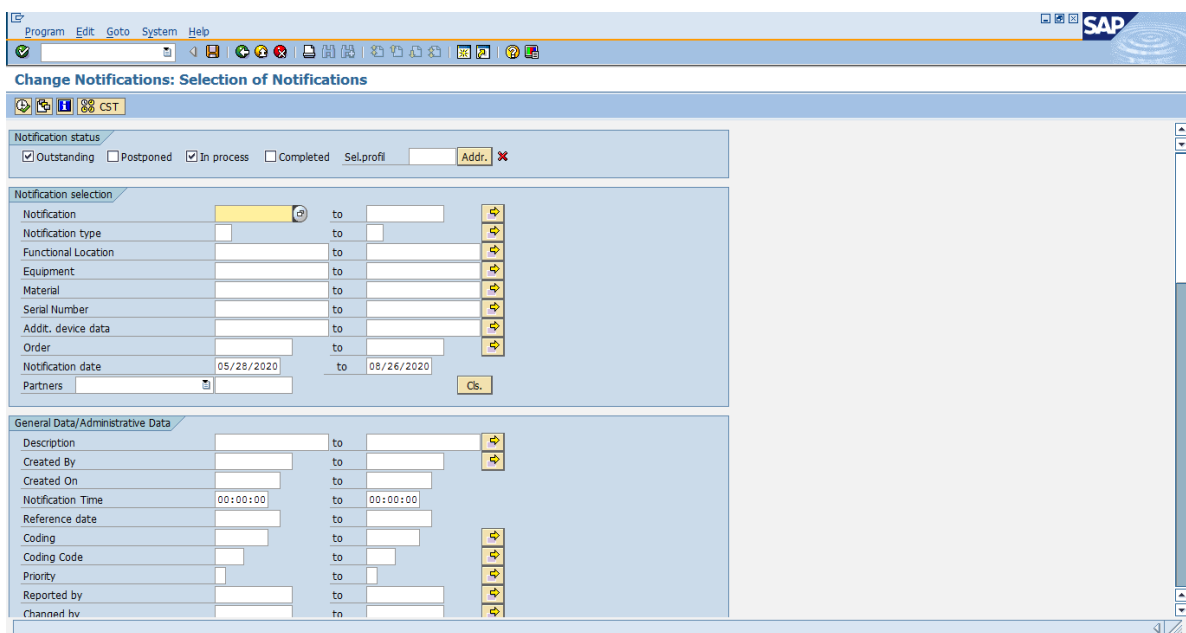 Program Edit Goto System Help
SAP
Change Notifications: Selection of Notifications
CST
Notification status
Outstanding Postponed In process Completed Sel.profil Addr.
Notification selection
Notification to
Notification type to
Functional Location to
Equipment to
Material to
Serial Number to
Addit. device data to
Order to
Notification date 05/28/2020 to 08/26/2020
Partners Cls.
General Data/Administrative Data
Description to
Created By to
Created On to
Notification Time 00:00:00 to 00:00:00
Reference date to
Coding to
Coding Code to
Priority to
Reported by to
Changed by to